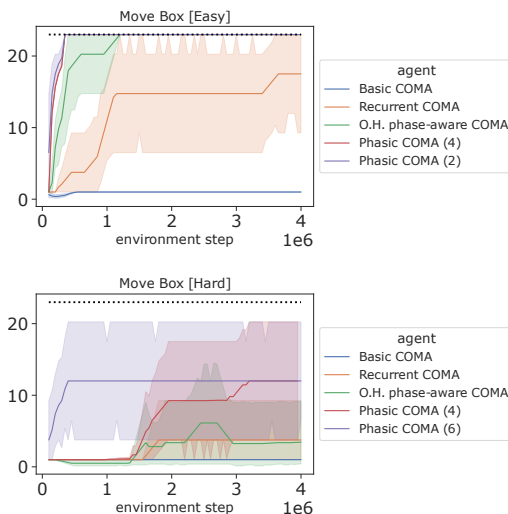 Move Box [Easy]
20
10
0
0
1
2
3
4
1e6
environment step
agent
Basic COMA
Recurrent COMA
O.H. phase-aware COMA
Phasic COMA (4)
Phasic COMA (2)
Move Box [Hard]
20
10
0
0
1
2
3
4
1e6
environment step
agent
Basic COMA
Recurrent COMA
O.H. phase-aware COMA
Phasic COMA (4)
Phasic COMA (6)